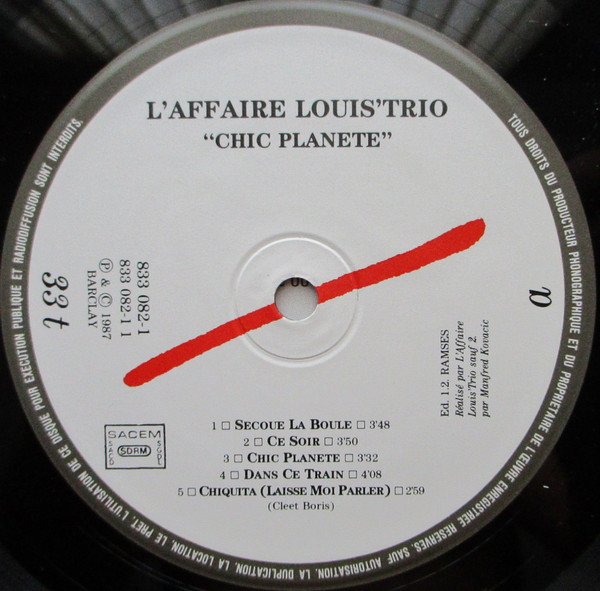 L'AFFAIRE LOUIS'TRIO
“CHIC PLANETE”
833 082-1
833 082-1 1
Ⓟ & © 1987
BARCLAY
33 t
a
Ed. 1.2. RAMSES
Réalisé par L'Affaire
Louis'Trio sauf 2.
par Manfred Kovacic
SACEM
SACD
SDRM
SGDL
1 □ SECOUE LA BOULE □ 3'48
2 □ CE SOIR □ 3'50
3 □ CHIC PLANETE □ 3'32
4 □ DANS CE TRAIN □ 4'08
5 □ CHIQUITA (LAISSE MOI PARLER) □ 2'59
(Cleet Boris)
TOUS DROITS DU PRODUCTEUR PHONOGRAPHIQUE ET DU PROPRIETAIRE DE L'ŒUVRE ENREGISTREE RESERVES. SAUF AUTORISATION, LA DUPLICATION, LA LOCATION, LE PRET, L'UTILISATION DE CE DISQUE POUR EXECUTION PUBLIQUE ET RADIODIFFUSION SONT INTERDITS.